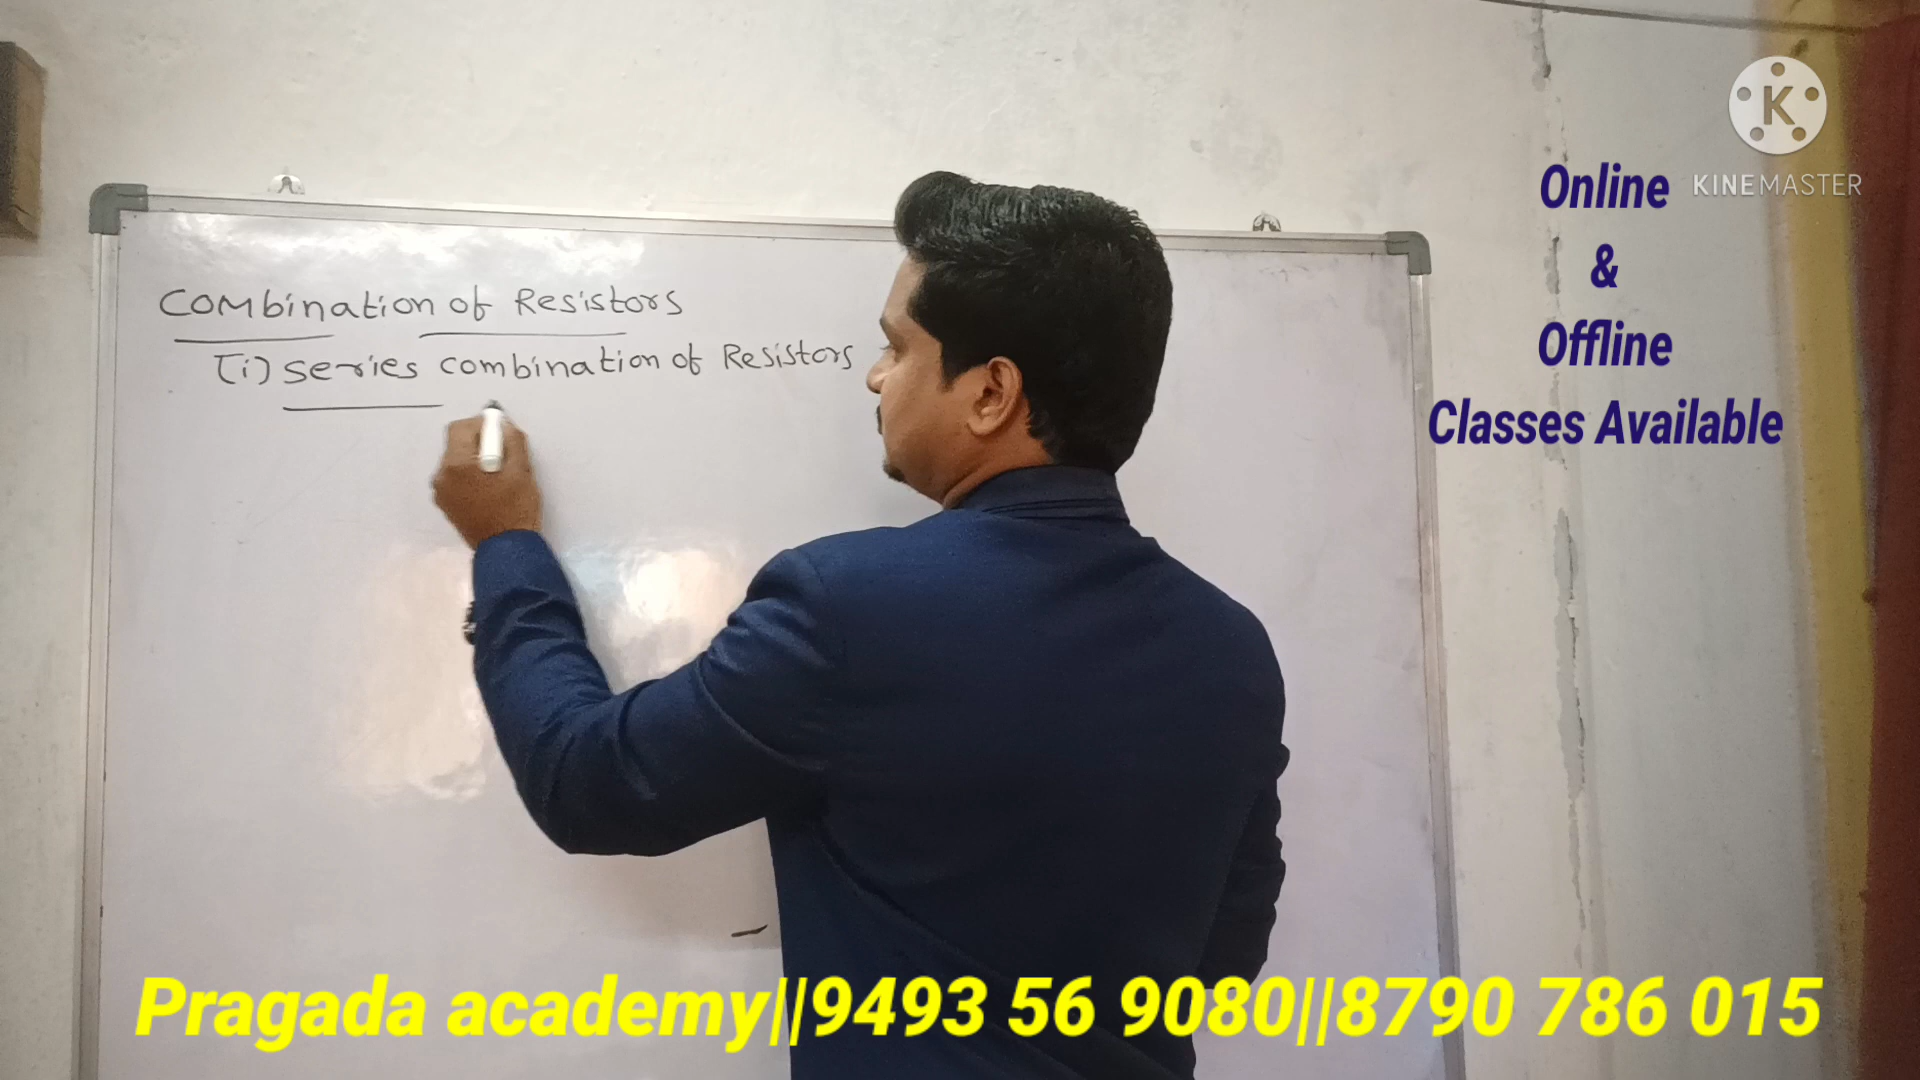 Combination of Resistors
(i) series combination of Resistors
K
KINEMASTER
Online
&
Offline
Classes Available
Pragada academy||9493 56 9080||8790 786 015